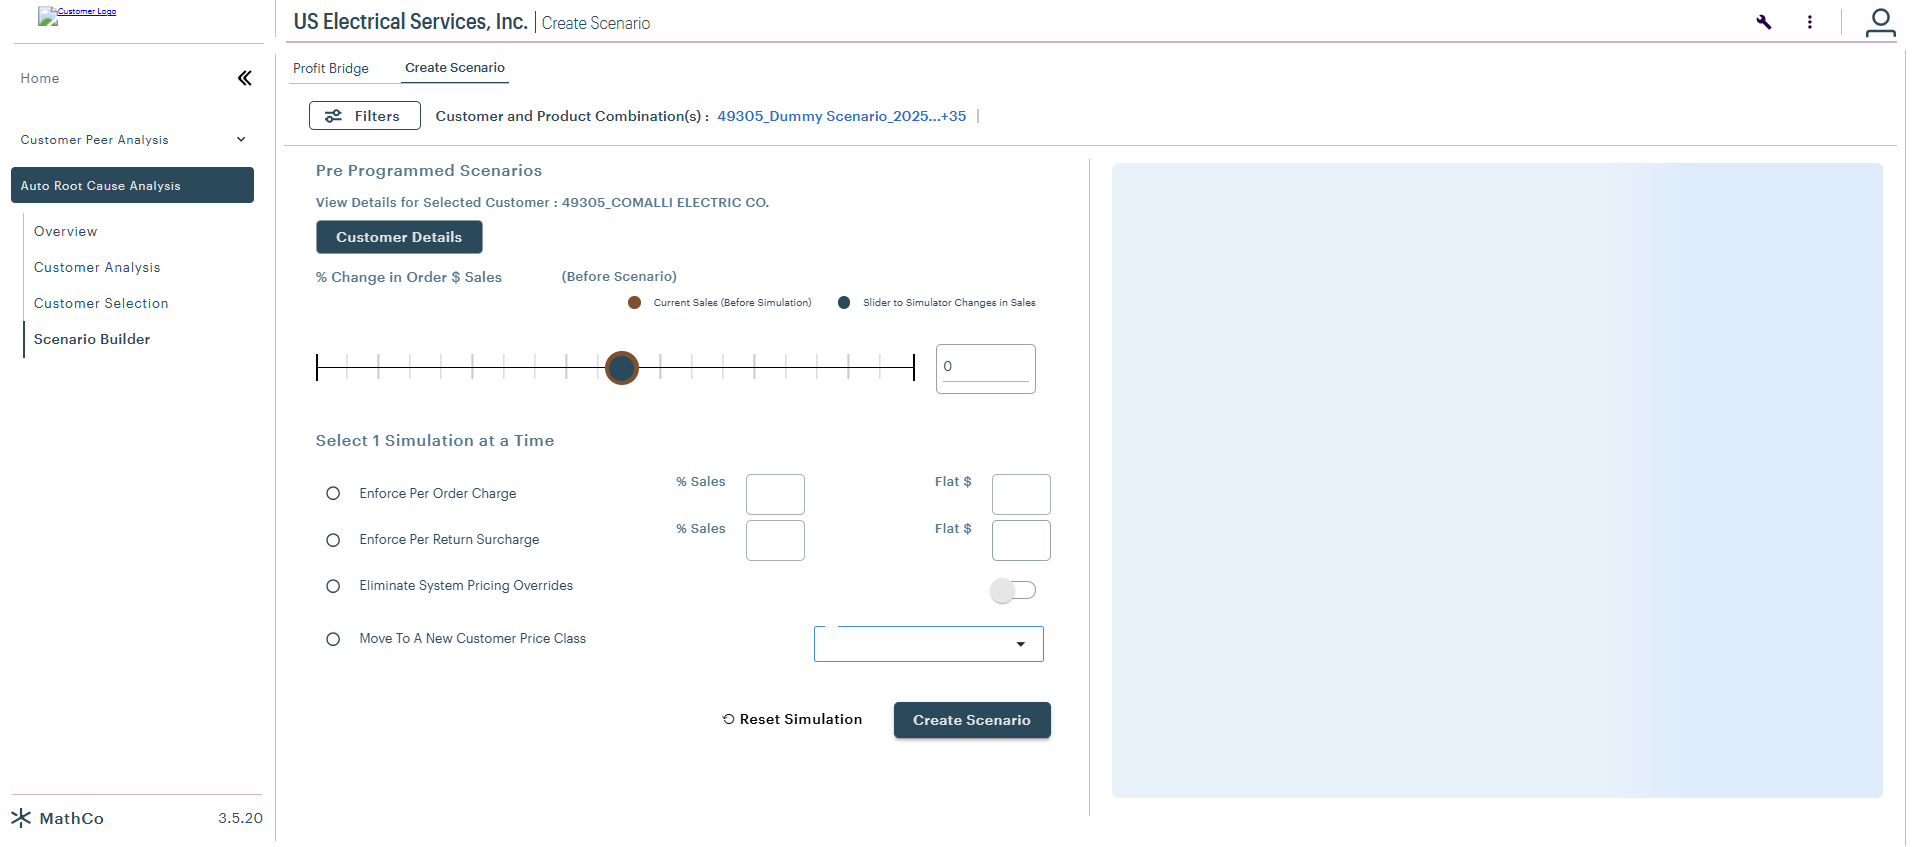 Customer Logo
US Electrical Services, Inc. | Create Scenario
Home
Profit Bridge
Create Scenario
Filters
Customer and Product Combination(s) : 49305_Dummy Scenario_2025...+35 |
Customer Peer Analysis
Auto Root Cause Analysis
Overview
Customer Analysis
Customer Selection
Scenario Builder
Pre Programmed Scenarios
View Details for Selected Customer : 49305_COMALLI ELECTRIC CO.
Customer Details
% Change in Order $ Sales
(Before Scenario)
Current Sales (Before Simulation)
Slider to Simulator Changes in Sales
0
Select 1 Simulation at a Time
Enforce Per Order Charge
% Sales
Flat $
Enforce Per Return Surcharge
% Sales
Flat $
Eliminate System Pricing Overrides
Move To A New Customer Price Class
Reset Simulation
Create Scenario
MathCo
3.5.20